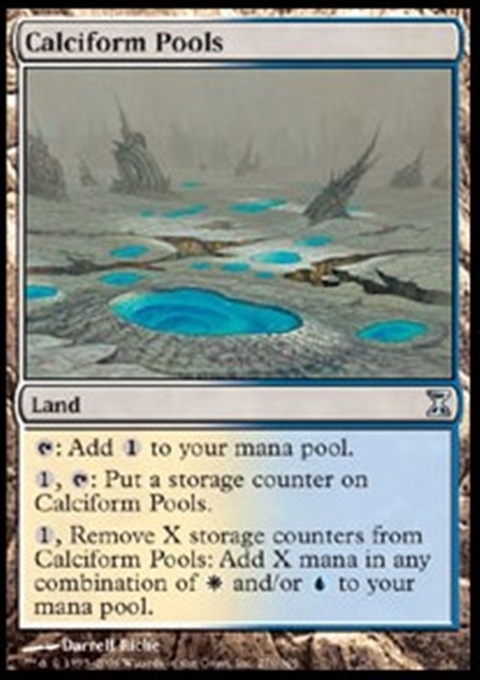 Calciform Pools
Land
: Add 1 to your mana pool.
1, : Put a storage counter on
Calciform Pools.
1, Remove X storage counters from
Calciform Pools: Add X mana in any
combination of and/or to your
mana pool.
Darrell Riche